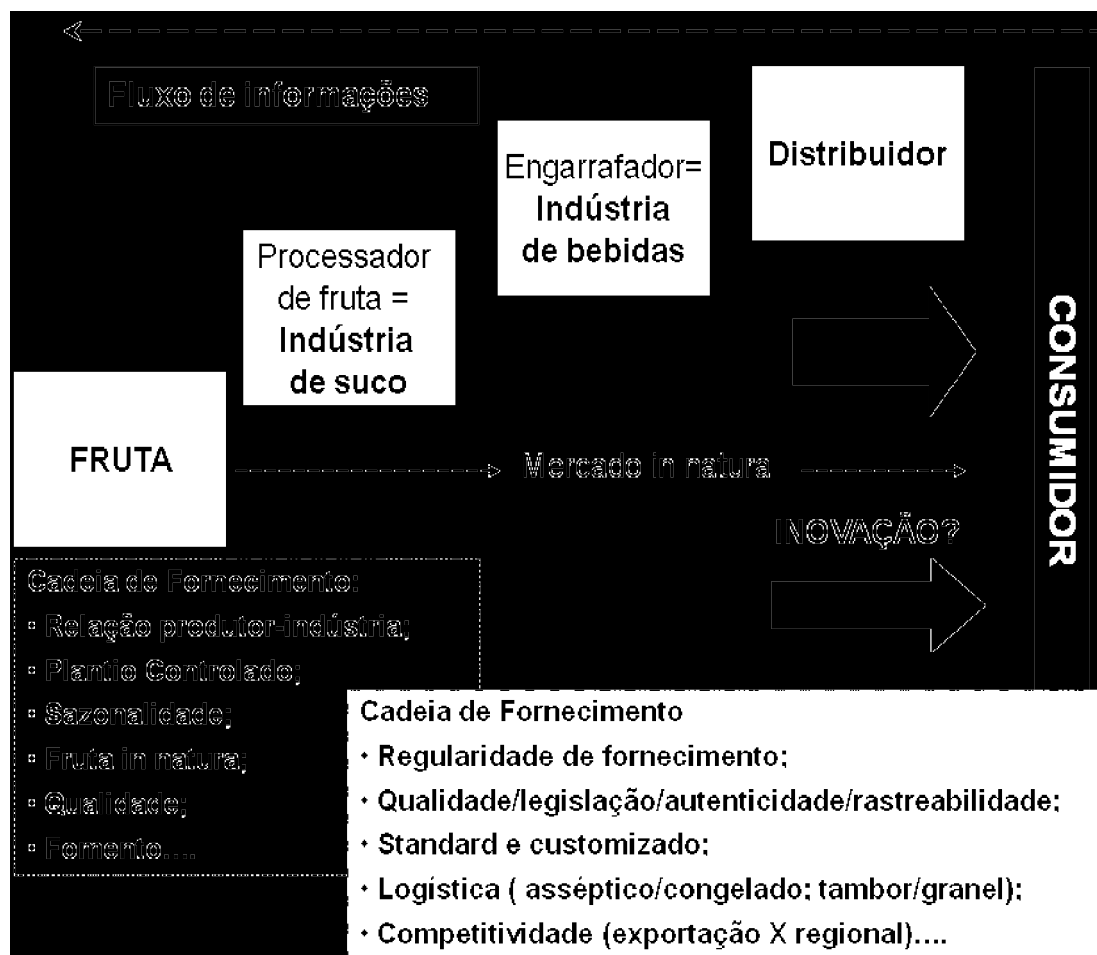 Fluxo de informações
Distribuidor
Engarrafador=
Indústria
de bebidas
Processador
de fruta =
Indústria
de suco
FRUTA
Mercado in natura
INOVAÇÃO?
CONSUMIDOR
Cadeia de Fornecimento:
• Relação produtor-indústria;
• Plantio Controlado;
• Sazonalidade;
• Fruta in natura;
• Qualidade;
• Fomento....
Cadeia de Fornecimento
• Regularidade de fornecimento;
• Qualidade/legislação/autenticidade/rastreabilidade;
• Standard e customizado;
• Logística ( asséptico/congelado; tambor/granel);
• Competitividade (exportação X regional)....